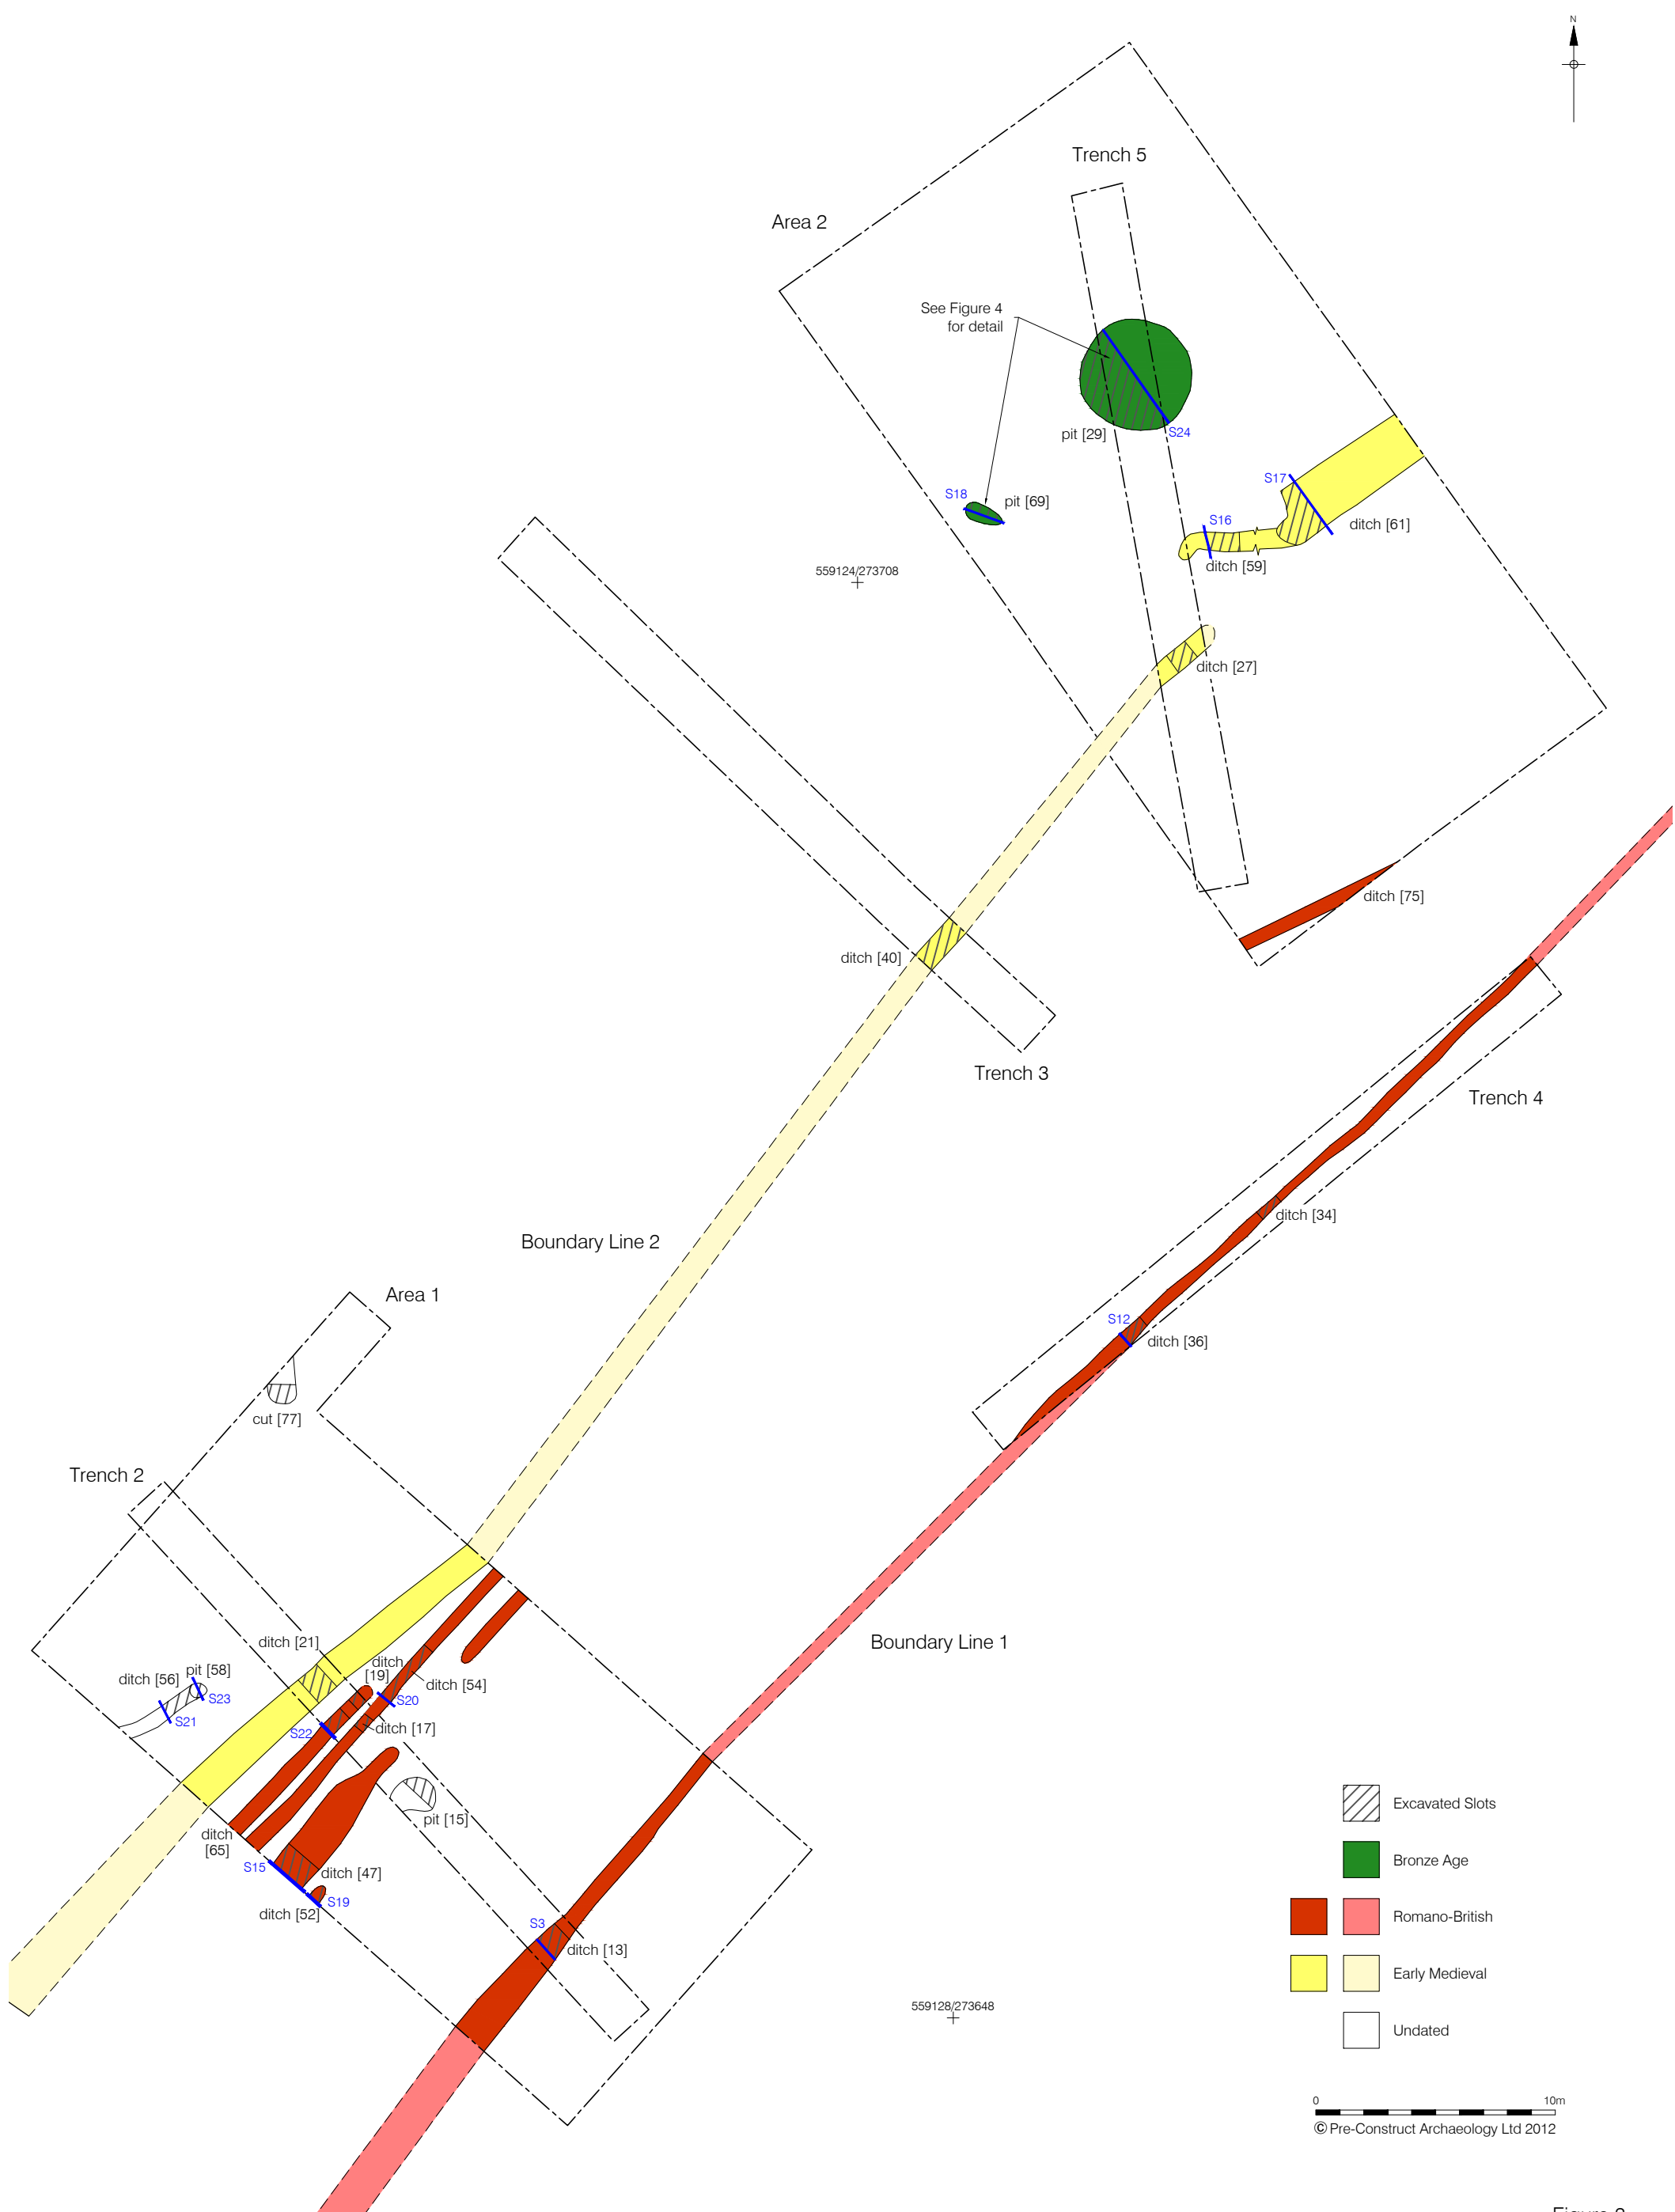 N
Trench 5
Area 2
See Figure 4
for detail
pit [29]
S24
S17
S18
pit [69]
S16
ditch [61]
ditch [59]
559124/273708
ditch [27]
ditch [75]
ditch [40]
Trench 3
Trench 4
ditch [34]
Boundary Line 2
Area 1
S12
ditch [36]
cut [77]
Trench 2
Boundary Line 1
ditch [21]
ditch
[19]
pit [58]
ditch [56]
ditch [54]
S23
S20
S21
S22
ditch [17]
Excavated Slots
pit [15]
ditch
[65]
S15
ditch [47]
Bronze Age
S19
ditch [52]
Romano-British
S3
ditch [13]
Early Medieval
559128/273648
Undated
0
10m
© Pre-Construct Archaeology Ltd 2012